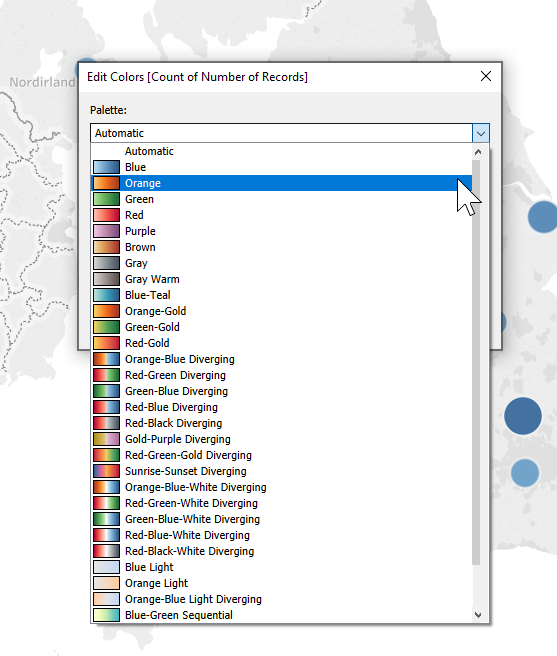 Nordirland
Edit Colors [Count of Number of Records]
Palette:
Automatic
Automatic
Blue
Orange
Green
Red
Purple
Brown
Gray
Gray Warm
Blue-Teal
Orange-Gold
Green-Gold
Red-Gold
Orange-Blue Diverging
Red-Green Diverging
Green-Blue Diverging
Red-Blue Diverging
Red-Black Diverging
Gold-Purple Diverging
Red-Green-Gold Diverging
Sunrise-Sunset Diverging
Orange-Blue-White Diverging
Red-Green-White Diverging
Green-Blue-White Diverging
Red-Blue-White Diverging
Red-Black-White Diverging
Blue Light
Orange Light
Orange-Blue Light Diverging
Blue-Green Sequential